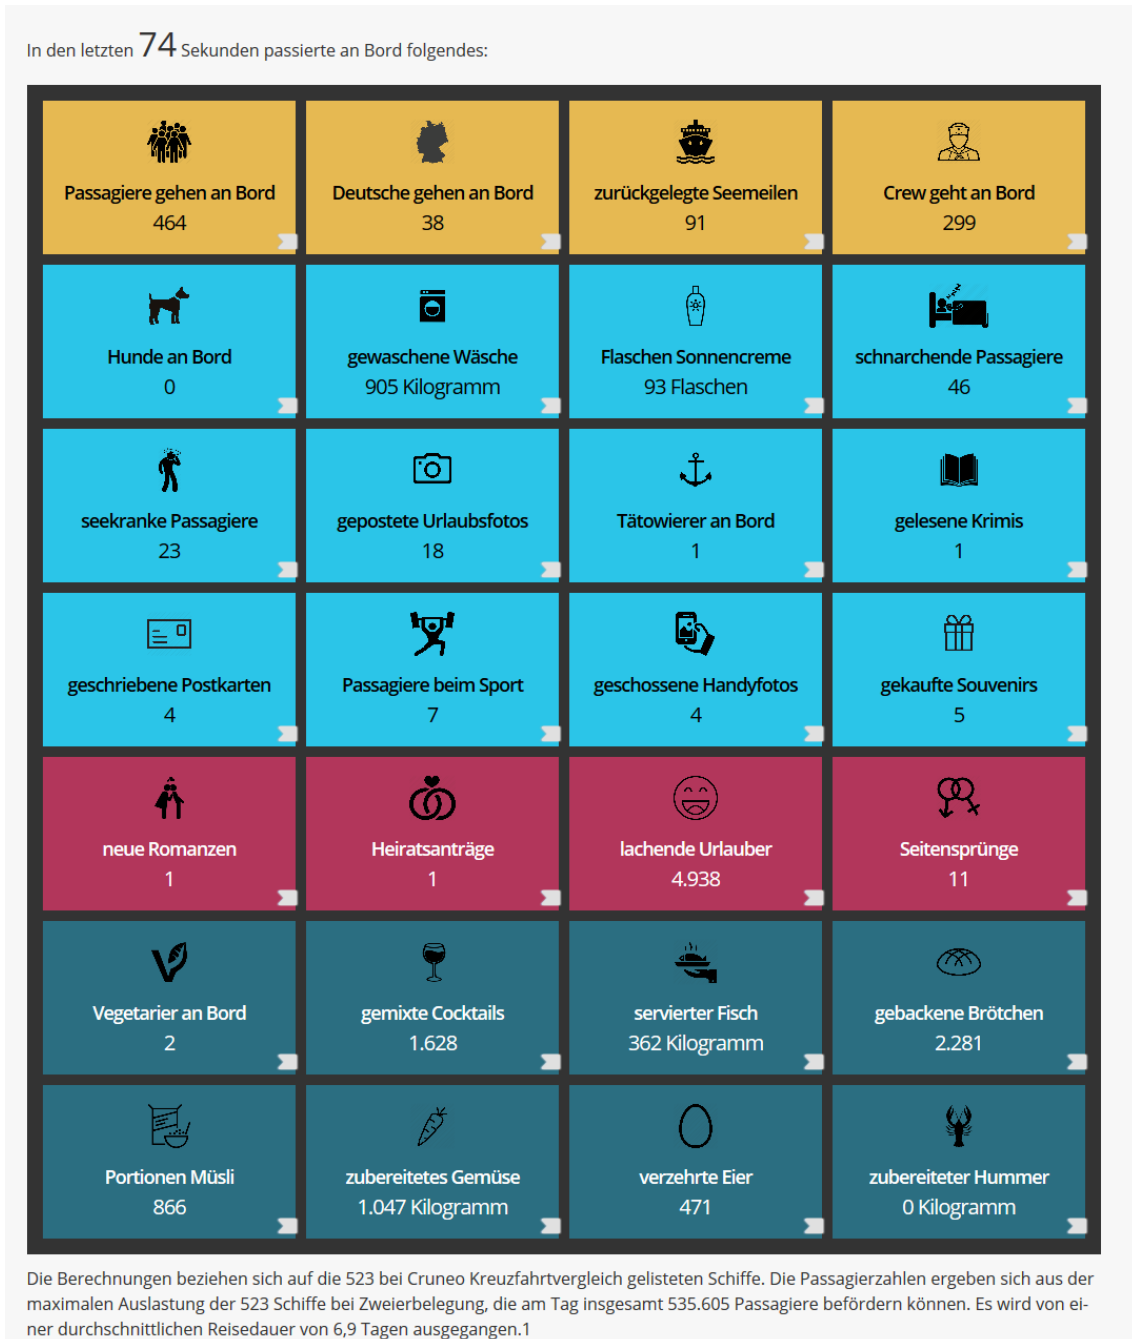 In den letzten 74 Sekunden passierte an Bord folgendes:
Passagiere gehen an Bord
464
Deutsche gehen an Bord
38
zurückgelegte Seemeilen
91
Crew geht an Bord
299
Hunde an Bord
0
gewaschene Wäsche
905 Kilogramm
Flaschen Sonnencreme
93 Flaschen
schnarchende Passagiere
46
seekranke Passagiere
23
gepostete Urlaubsfotos
18
Tätowierer an Bord
1
gelesene Krimis
1
geschriebene Postkarten
4
Passagiere beim Sport
7
geschossene Handyfotos
4
gekaufte Souvenirs
5
neue Romanzen
1
Heiratsanträge
1
lachende Urlauber
4.938
Seitensprünge
11
Vegetarier an Bord
2
gemixte Cocktails
1.628
servierter Fisch
362 Kilogramm
gebackene Brötchen
2.281
Portionen Müsli
866
zubereitetes Gemüse
1.047 Kilogramm
verzehrte Eier
471
zubereiteter Hummer
0 Kilogramm
Die Berechnungen beziehen sich auf die 523 bei Cruneo Kreuzfahrtvergleich gelisteten Schiffe. Die Passagierzahlen ergeben sich aus der
maximalen Auslastung der 523 Schiffe bei Zweierbelegung, die am Tag insgesamt 535.605 Passagiere befördern können. Es wird von ei-
ner durchschnittlichen Reisedauer von 6,9 Tagen ausgegangen.1